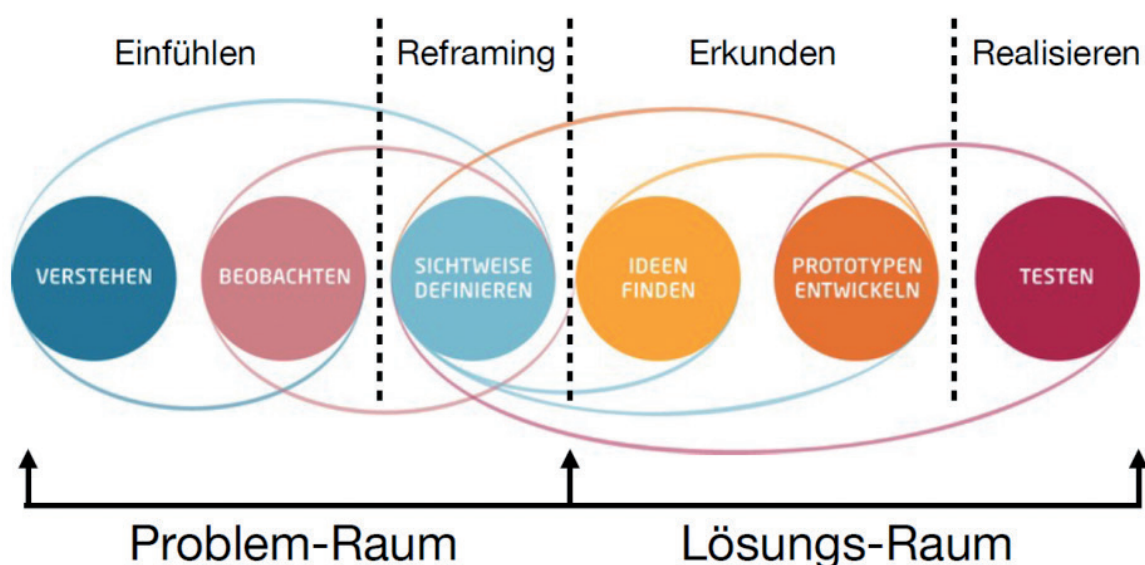 Einfühlen
Reframing
Erkunden
Realisieren
VERSTEHEN
BEOBACHTEN
SICHTWEISE
DEFINIEREN
IDEEN
FINDEN
PROTOTYPEN
ENTWICKELN
TESTEN
Problem-Raum
Lösungs-Raum